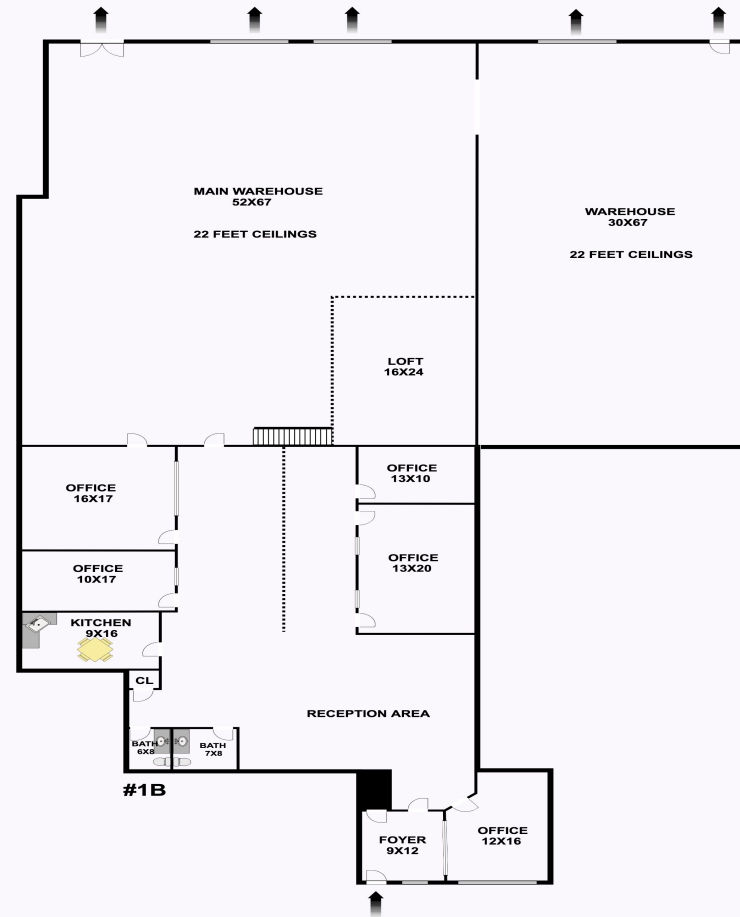 MAIN WAREHOUSE
52X67
22 FEET CEILINGS
WAREHOUSE
30X67
22 FEET CEILINGS
LOFT
16X24
OFFICE
16X17
OFFICE
13X10
OFFICE
10X17
OFFICE
13X20
KITCHEN
9X16
CL
RECEPTION AREA
BATH
6X8
BATH
7X8
#1B
FOYER
9X12
OFFICE
12X16